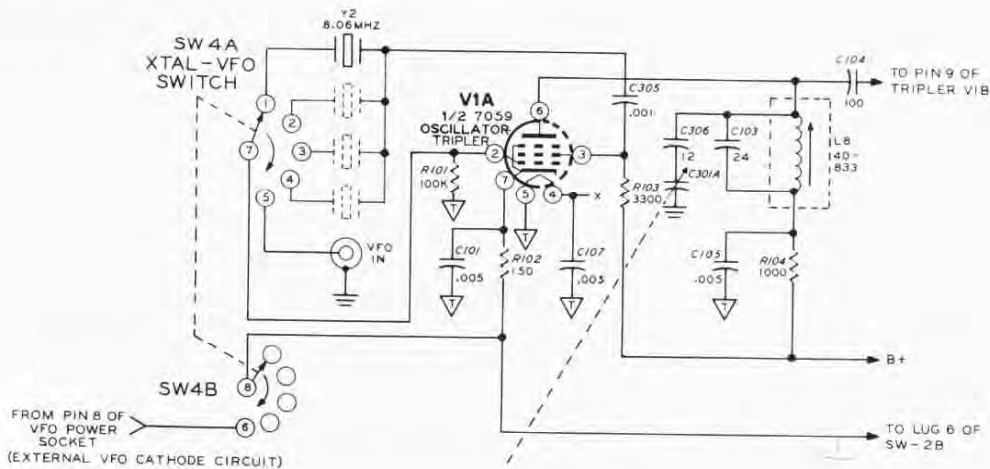 Y2
8.06MHZ
SW4A
XTAL-VFO
SWITCH
1
2
7
3
4
5
VFO
IN
V1A
1/2 7059
OSCILLATOR-
TRIPLER
6
2
3
7
5
4
X
R101
100K
T
C101
.005
T
R102
150
T
C107
.005
T
C305
.001
R103
3300
C306
12
C301A
C103
24
L8
40-
833
C104
100
TO PIN 9 OF
TRIPLER V1B
C105
.005
T
R104
1000
B+
SW4B
8
6
FROM PIN 8 OF
VFO POWER
SOCKET
(EXTERNAL VFO CATHODE CIRCUIT)
TO LUG 6 OF
SW-2B